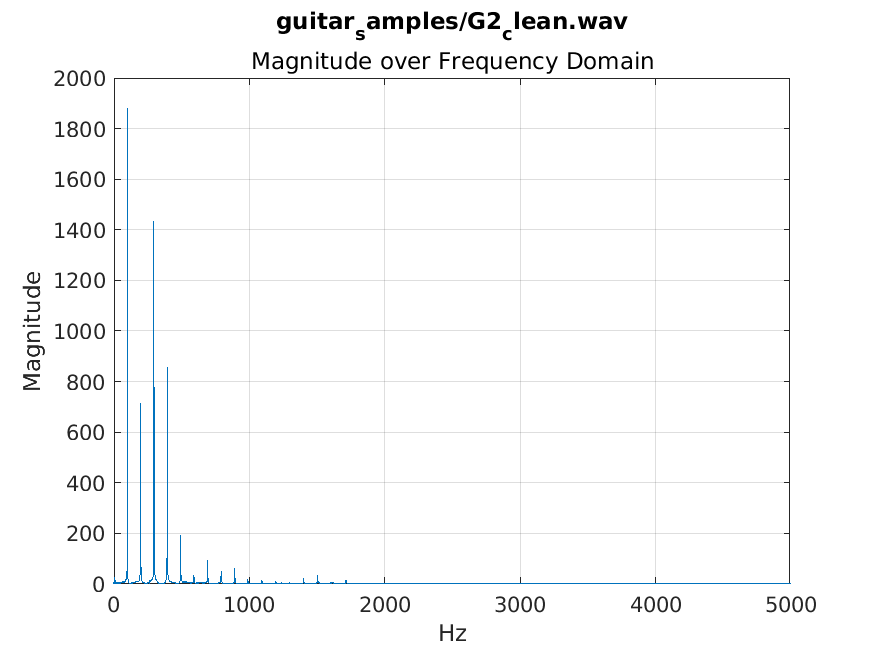 guitar_samples/G2_clean.wav
Magnitude over Frequency Domain
2000
1800
1600
1400
1200
1000
800
600
400
200
0
Magnitude
0 1000 2000 3000 4000 5000
Hz